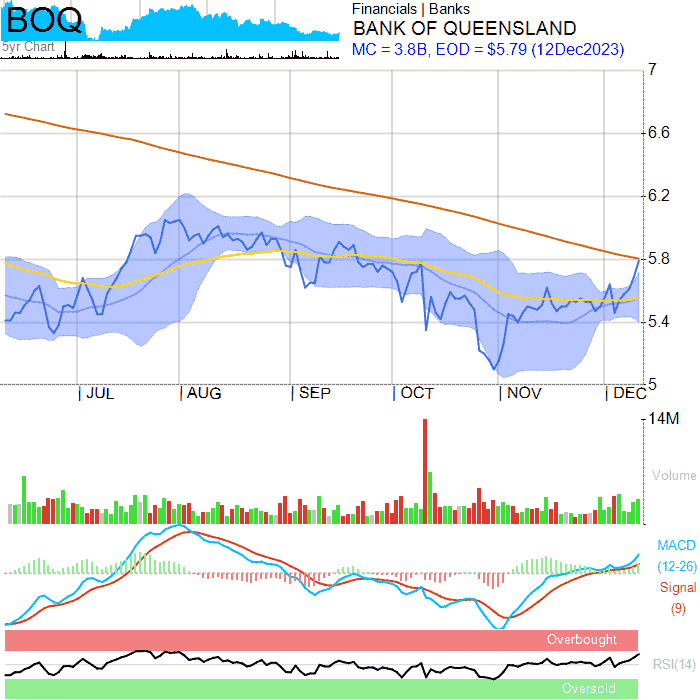 BOQ
5yr Chart
Financials | Banks
BANK OF QUEENSLAND
MC = 3.8B, EOD = $5.79 (12Dec2023)
7
6.6
6.2
5.8
5.4
5
JUL
AUG
SEP
OCT
NOV
DEC
14M
Volume
MACD
(12-26)
Signal
(9)
Overbought
RSI(14)
Oversold